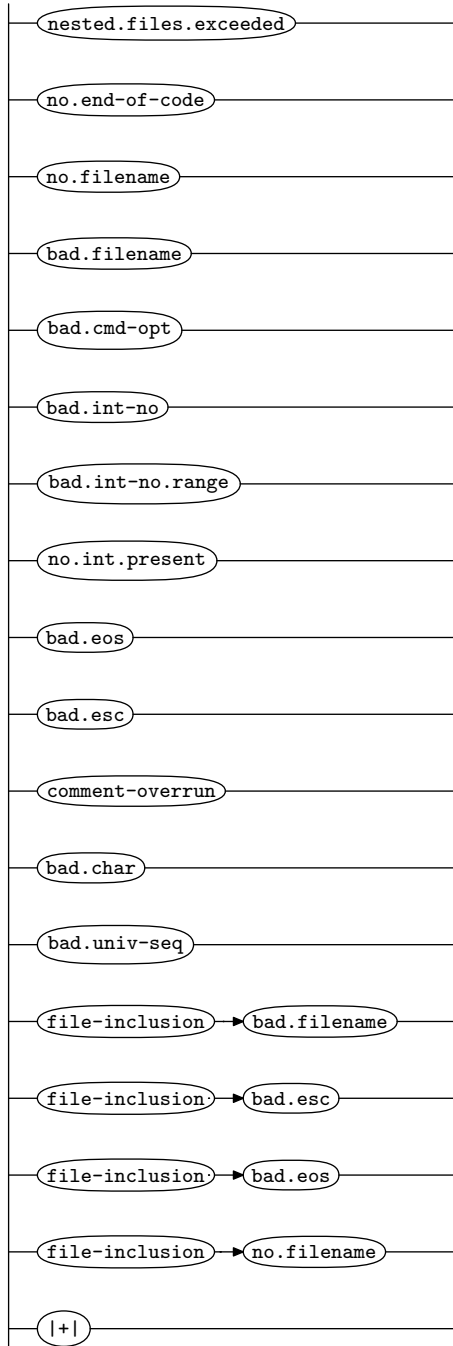 nested.files.exceeded
no.end-of-code
no.filename
bad.filename
bad.cmd-opt
bad.int-no
bad.int-no.range
no.int.present
bad.eos
bad.esc
comment-overrun
bad.char
bad.univ-seq
file-inclusion bad.filename
file-inclusion bad.esc
file-inclusion bad.eos
file-inclusion no.filename
|+|